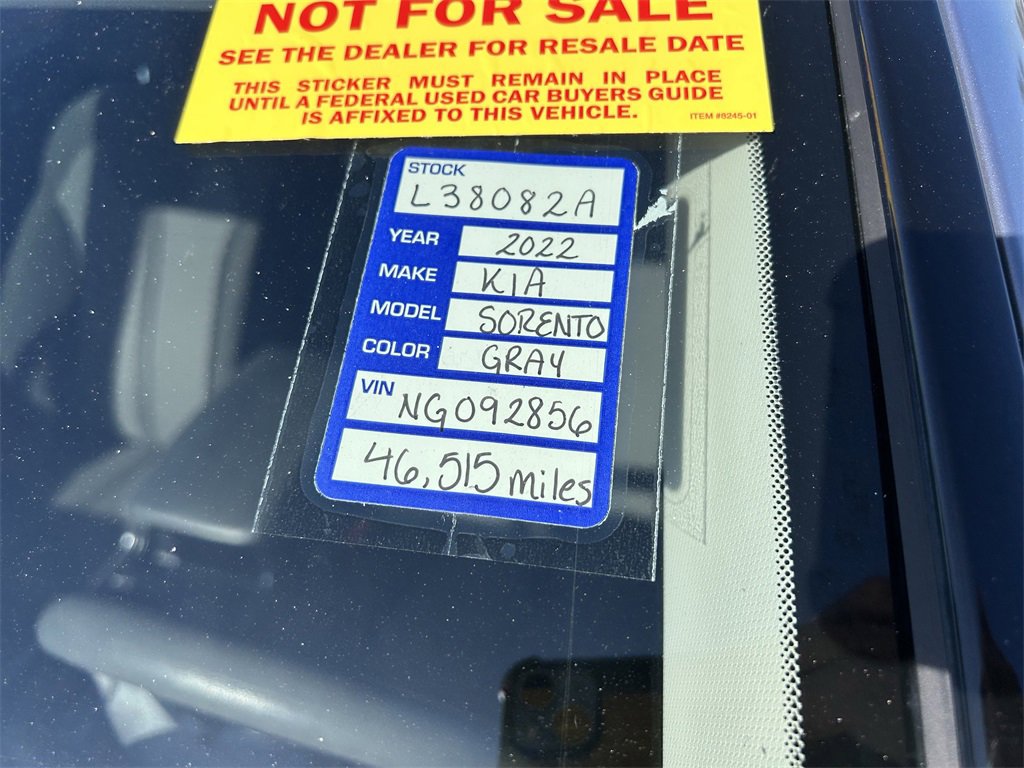 NOT FOR SALE
SEE THE DEALER FOR RESALE DATE
THIS STICKER MUST REMAIN IN PLACE
UNTIL A FEDERAL USED CAR BUYERS GUIDE
IS AFFIXED TO THIS VEHICLE.
ITEM #8245-01
STOCK
L38082A
YEAR 2022
MAKE KIA
MODEL SORENTO
COLOR GRAY
VIN NG092856
46,515 miles